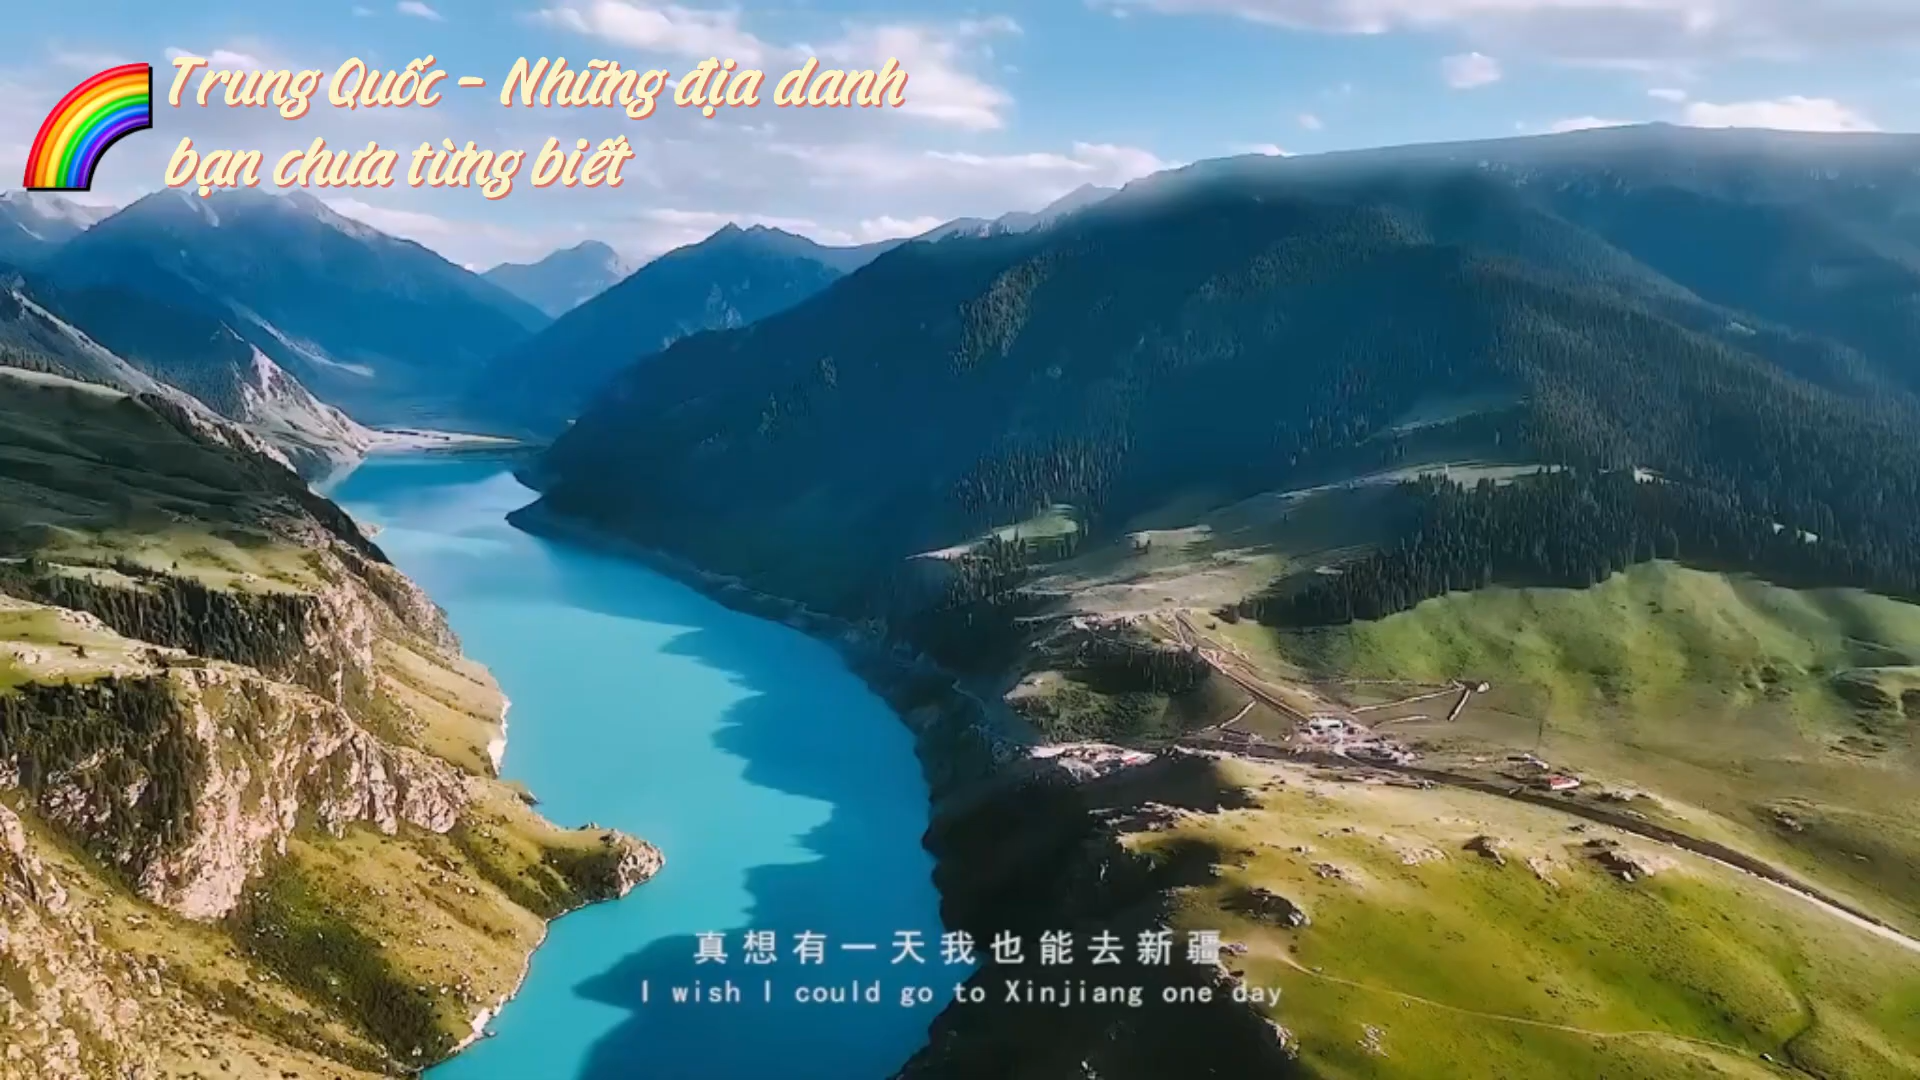 Trung Quốc - Những địa danh
bạn chưa từng biết
真想有一天我也能去新疆
I wish I could go to Xinjiang one day